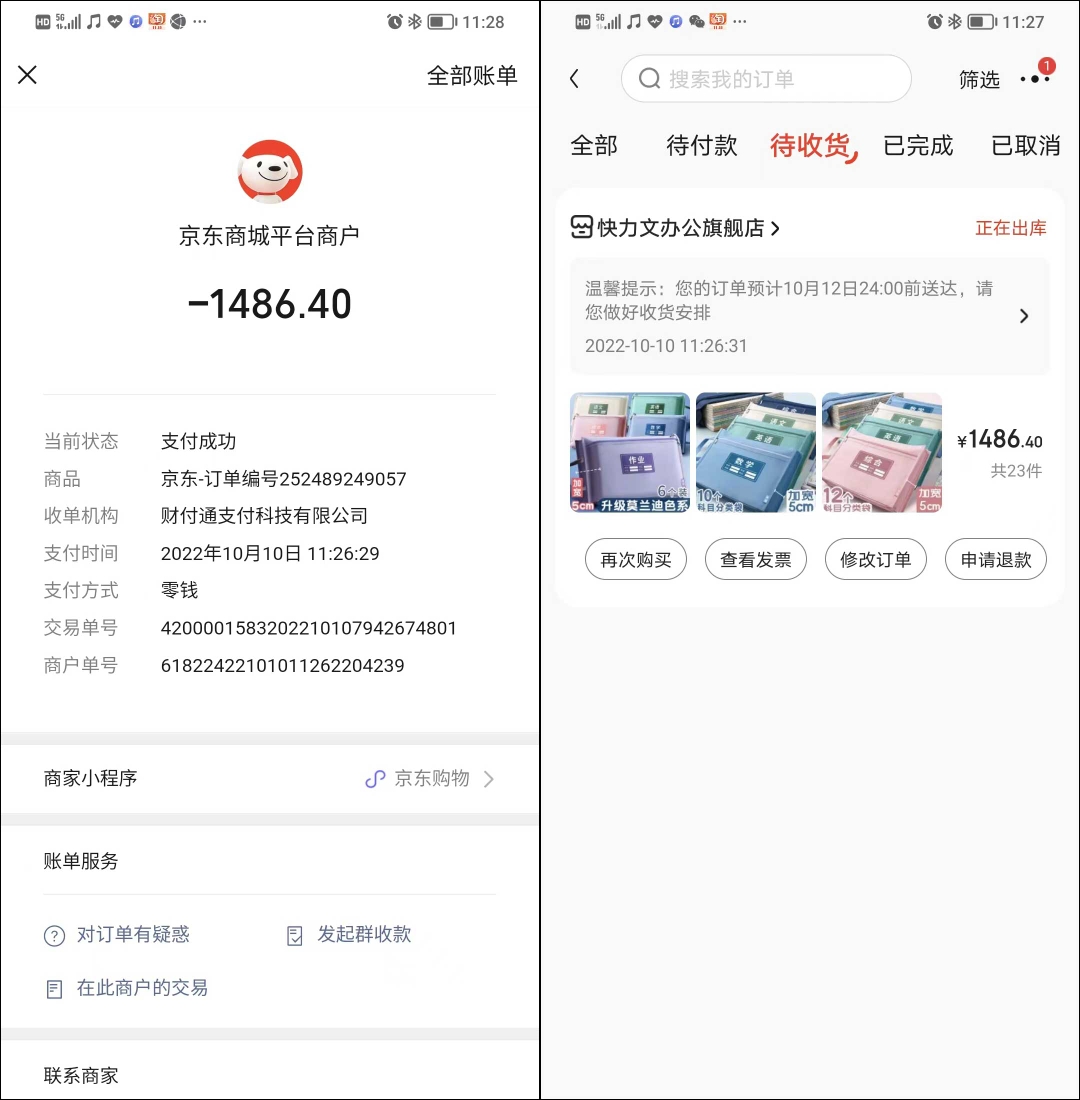 HD 5G 11:28
全部账单
京东商城平台商户
-1486.40
当前状态 支付成功
商品 京东-订单编号252489249057
收单机构 财付通支付科技有限公司
支付时间 2022年10月10日 11:26:29
支付方式 零钱
交易单号 4200001583202210107942674801
商户单号 61822422101011262204239
商家小程序 京东购物
账单服务
对订单有疑惑 发起群收款
在此商户的交易
联系商家
HD 5G 11:27
搜索我的订单 筛选 1
全部 待付款 待收货 已完成 已取消
快力文办公旗舰店 正在出库
温馨提示：您的订单预计10月12日24:00前送达，请
您做好收货安排
2022-10-10 11:26:31
作业
6个装
加宽
5cm 升级莫兰迪色系
语文
英语
数学
10个
科目分类袋
加宽
5cm
数学
语文
英语
综合
12个
科目分类袋
加宽
5cm
¥1486.40
共23件
再次购买 查看发票 修改订单 申请退款